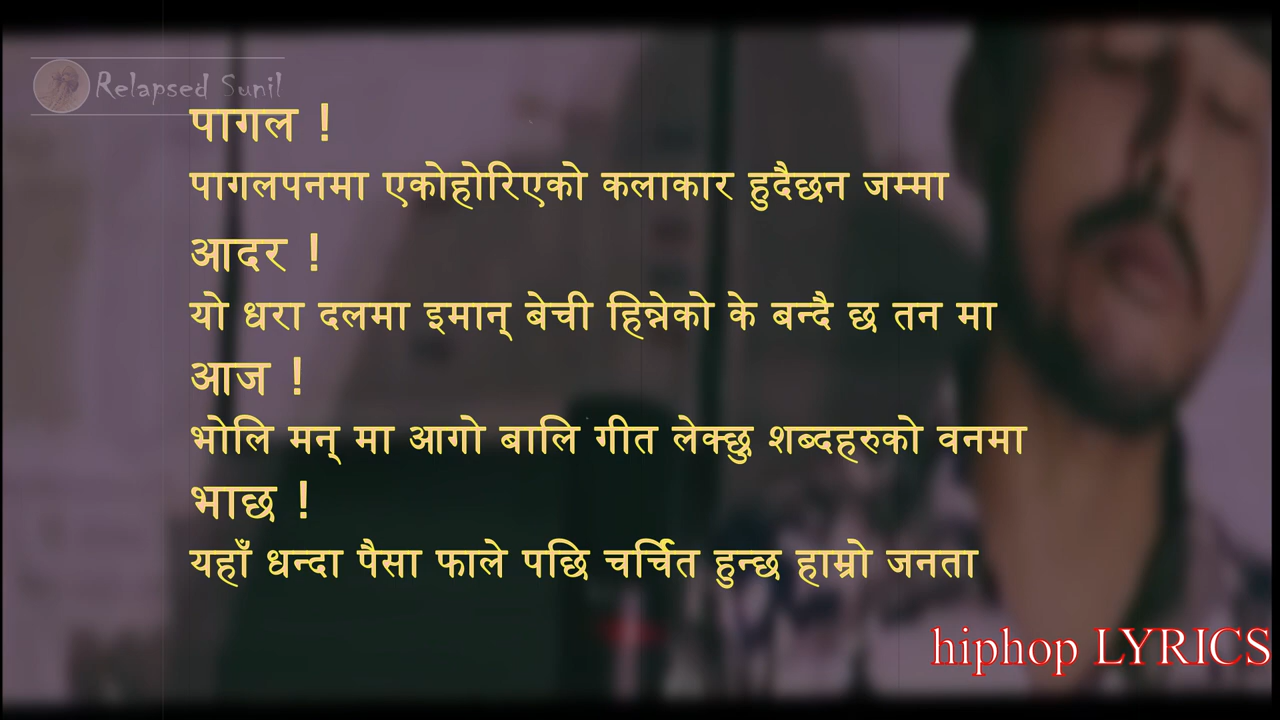 Relapsed Sunil
पागल !
पागलपनमा एकोहोरिएको कलाकार हुदैछन जम्मा
आदर !
यो धरा दलमा इमान् बेची हिन्नेको के बन्दै छ तन मा
आज !
भोलि मन् मा आगो बालि गीत लेक्छु शब्दहरुको वनमा
भाछ !
यहाँ धन्दा पैसा फाले पछि चर्चित हुन्छ हाम्रो जनता
hiphop LYRICS